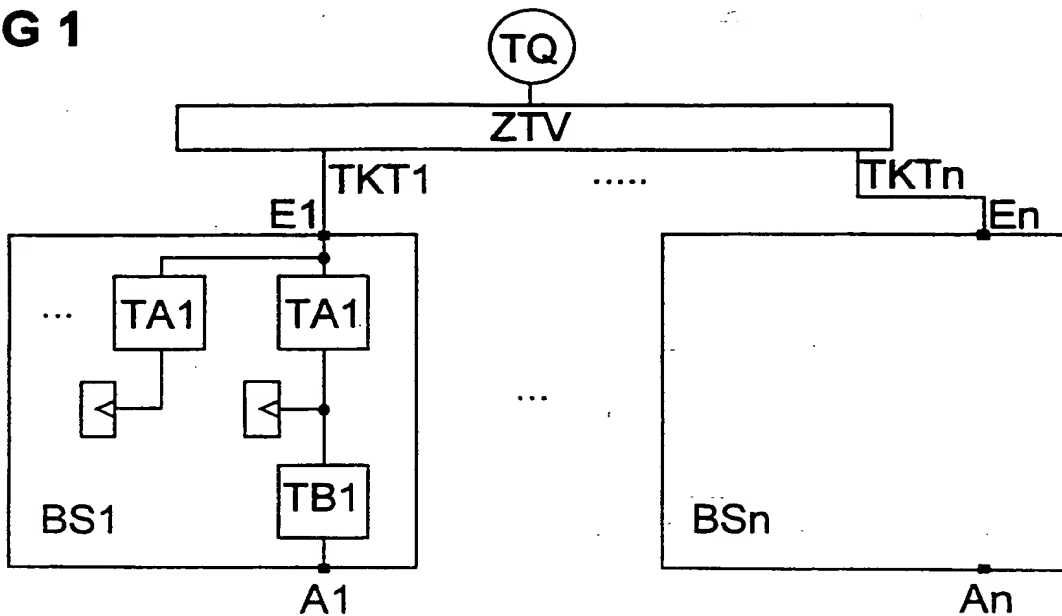 G 1
TQ
ZTV
TKT1
.....
TKTn
E1
En
...
TA1
TA1
...
BS1
TB1
BSn
A1
An